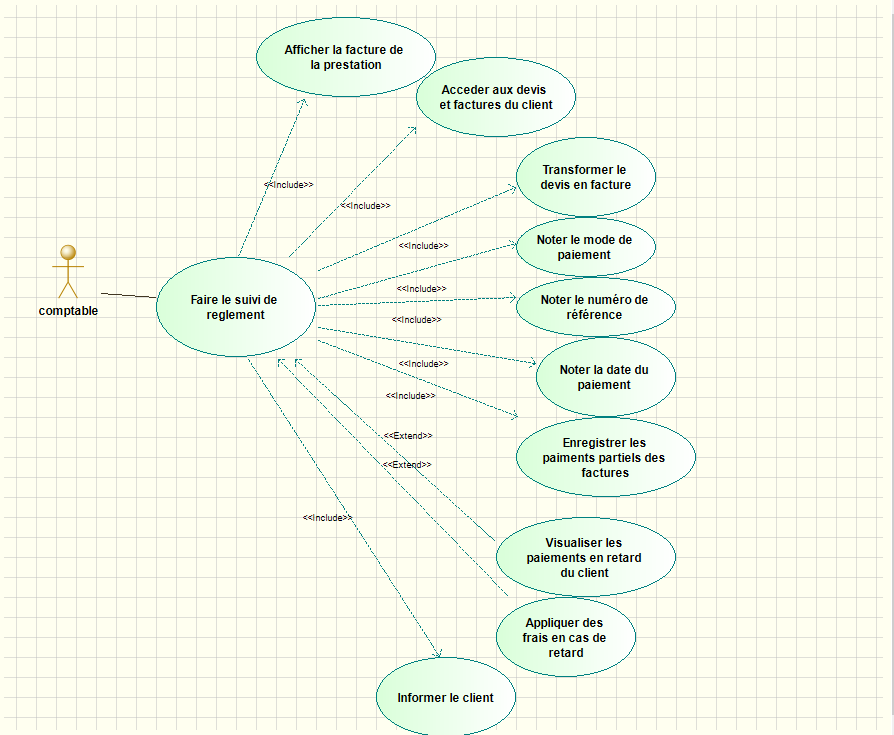 Afficher la facture de
la prestation
Acceder aux devis
et factures du client
Transformer le
devis en facture
<<Include>>
<<Include>>
Noter le mode de
paiement
<<Include>>
<<Include>>
Noter le numéro de
référence
comptable
Faire le suivi de
reglement
<<Include>>
Noter la date du
paiement
<<Include>>
<<Include>>
Enregistrer les
paiments partiels des
factures
<<Extend>>
<<Extend>>
<<Include>>
Visualiser les
paiements en retard
du client
Appliquer des
frais en cas de
retard
Informer le client